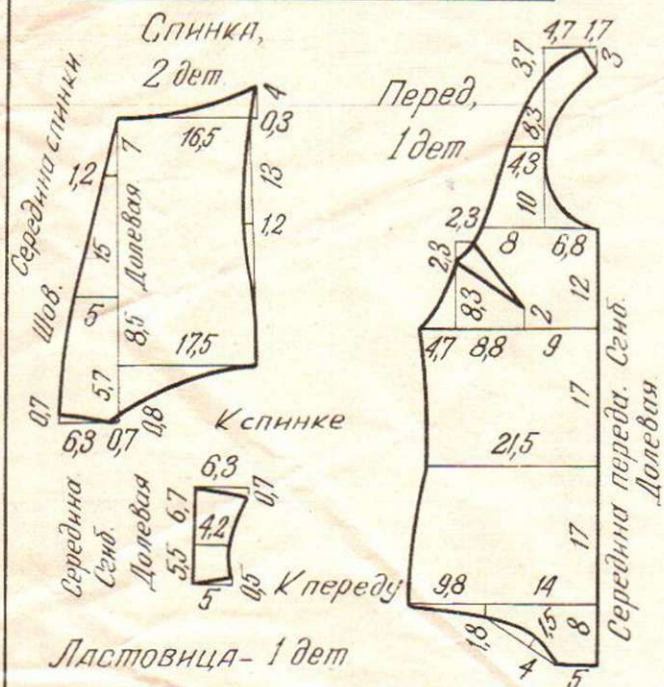 Спинка,
2 дет.
Середина спинки.
Шов.
Долевая
4
0,3
16,5
7
1,2
13
1,2
15
5
8,5
17,5
5,7
0,7
6,3
0,7
0,8
К спинке
6,3
0,7
6,7
4,2
5,5
5
0,5
Середина
Сгиб.
Долевая
К переду
Ластовица - 1 дет
Перед,
1 дет.
4,7 1,7
3,7
3
8,3
4,3
10
2,3
8
6,8
2,3
8,3
2
12
4,7 8,8 9
17
21,5
17
9,8 14
1,8
1,5
8
4
5
Середина переда. Сгиб.
Долевая